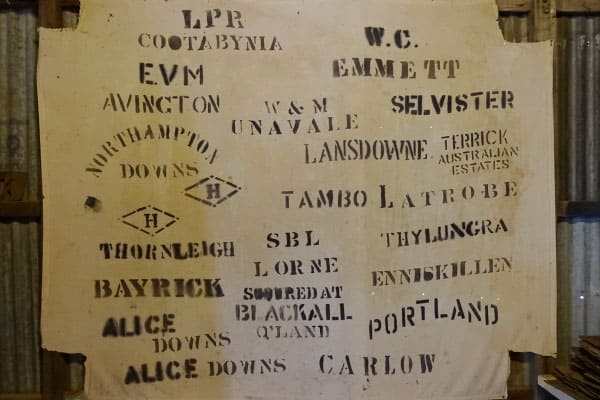 LPR
COOTABYNIA
W.C.
EVM
EMMETT
AVINGTON
W & M
UNAVALE
SELVISTER
NORTHAMPTON
DOWNS
H
LANSDOWNE
TERRICK
AUSTRALIAN
ESTATES
TAMBO
LATROBE
H
THORNLEIGH
SBL
THYLUNGRA
LORNE
ENNISKILLEN
BAYRICK
SCOURED AT
BLACKALL
Q'LAND
ALICE
DOWNS
PORTLAND
ALICE DOWNS
CARLOW